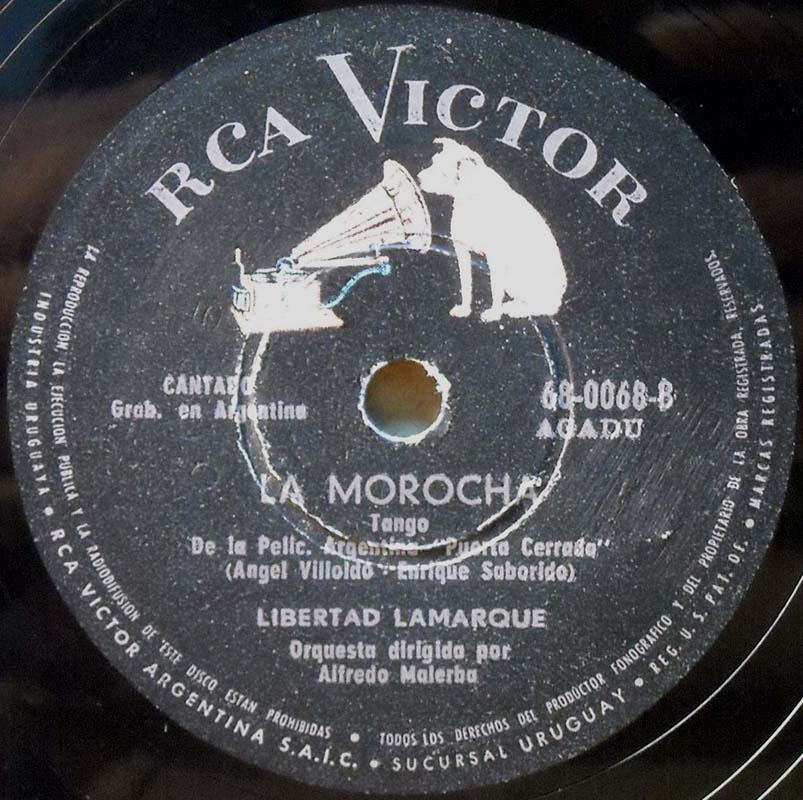 RCA VICTOR
CANTADO
Grab. en Argentina
68-0068-B
AGADU
LA MOROCHA
Tango
De la Pelic. Argentina "Puerta Cerrada"
(Angel Villoldo - Enrique Saborido)
LIBERTAD LAMARQUE
Orquesta dirigida por
Alfredo Malerba
LA REPRODUCCION LA EJECUCION PUBLICA Y LA RADIODIFUSION DE ESTE DISCO ESTAN PROHIBIDAS • TODOS LOS DERECHOS DEL PRODUCTOR FONOGRAFICO Y DEL PROPIETARIO DE LA OBRA REGISTRADA, RESERVADOS.
INDUSTRIA URUGUAYA • RCA VICTOR ARGENTINA S.A.I.C. • SUCURSAL URUGUAY • REG. U. S. PAT. OF. • MARCAS REGISTRADAS